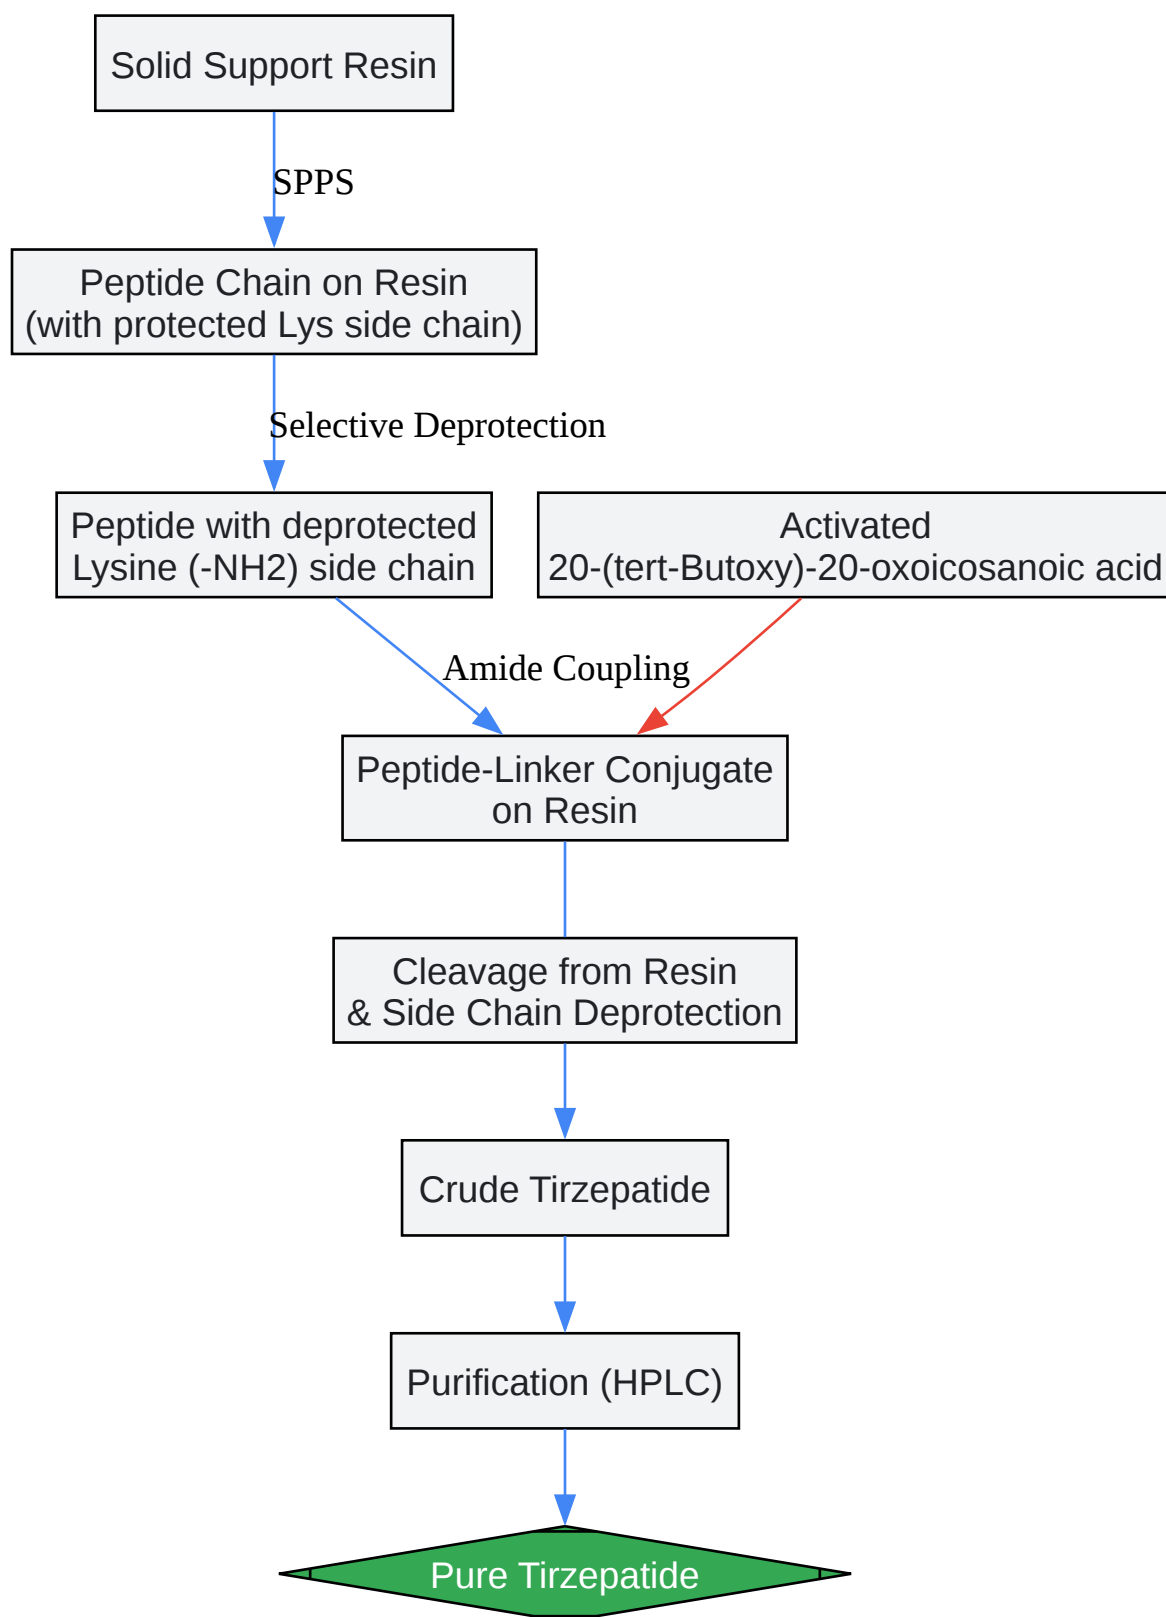 Solid Support Resin
SPPS
Peptide Chain on Resin
(with protected Lys side chain)
Selective Deprotection
Peptide with deprotected
Lysine (-NH2) side chain
Activated
20-(tert-Butoxy)-20-oxoicosanoic acid
Amide Coupling
Peptide-Linker Conjugate
on Resin
Cleavage from Resin
& Side Chain Deprotection
Crude Tirzepatide
Purification (HPLC)
Pure Tirzepatide